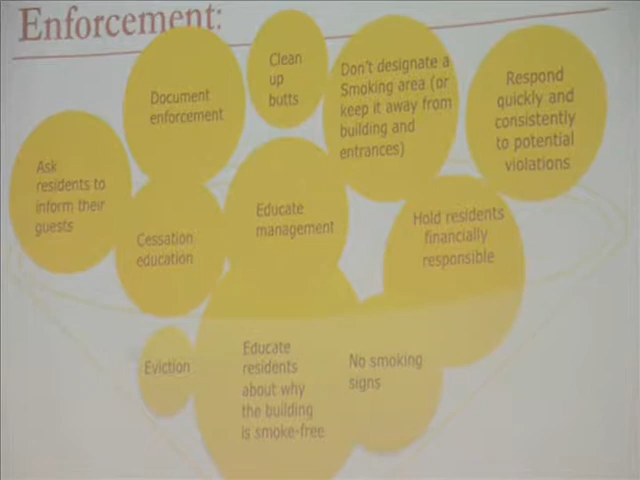 Enforcement:
Clean
up
butts
Don't designate a
Smoking area (or
keep it away from
building and
entrances)
Respond
quickly and
consistently
to potential
violations
Document
enforcement
Ask
residents to
inform their
guests
Cessation
education
Educate
management
Hold residents
financially
responsible
Eviction
Educate
residents
about why
the building
is smoke-free
No smoking
signs